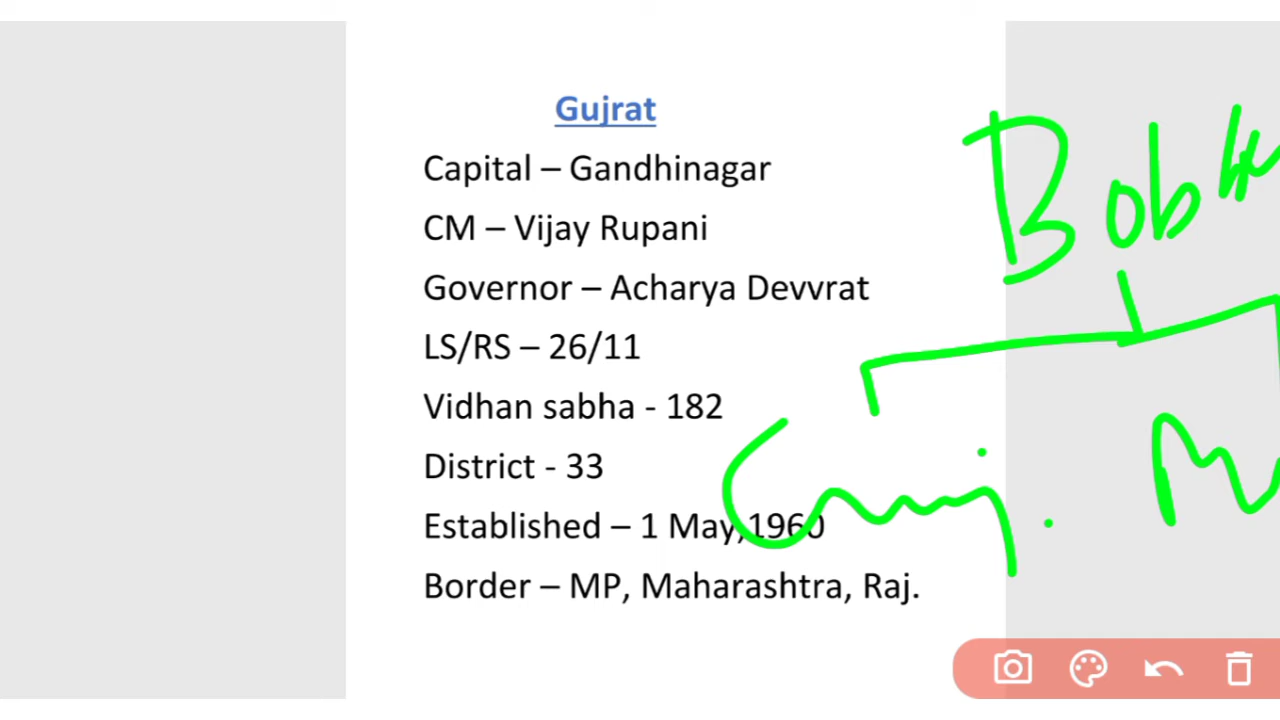 Gujrat
Capital – Gandhinagar
CM – Vijay Rupani
Governor – Acharya Devvrat
LS/RS – 26/11
Vidhan sabha - 182
District - 33
Established – 1 May,1960
Border – MP, Maharashtra, Raj.
Guj.